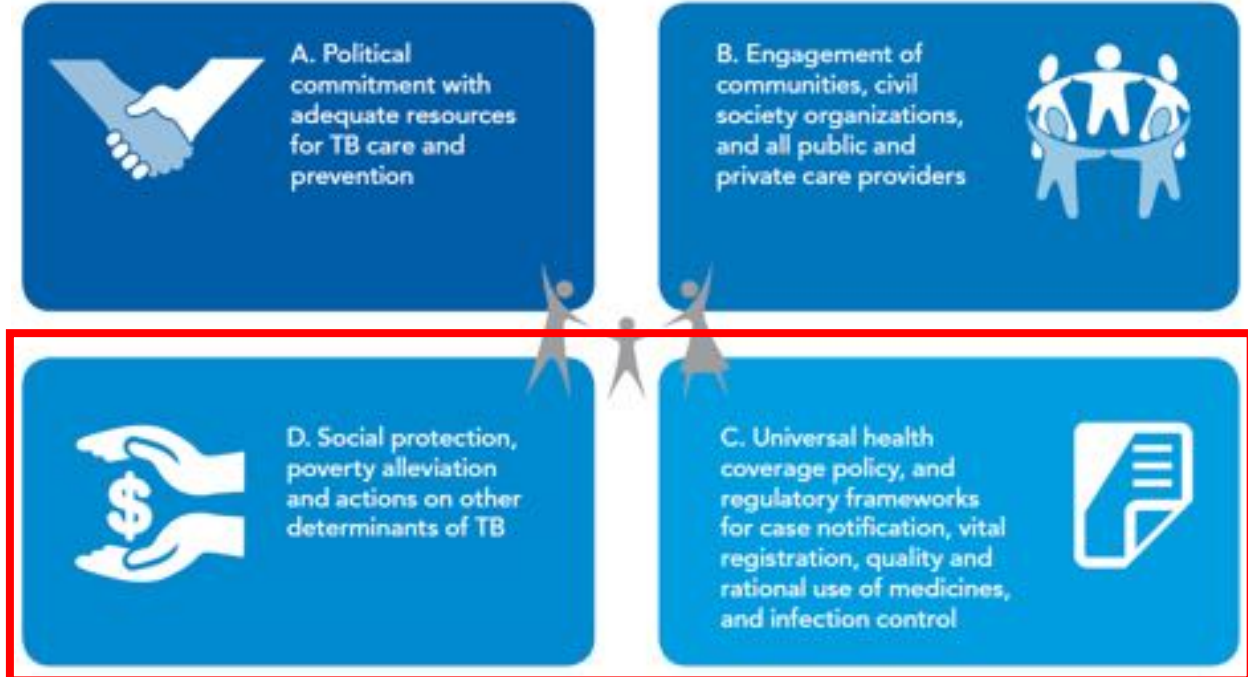 A. Political
commitment with
adequate resources
for TB care and
prevention
B. Engagement of
communities, civil
society organizations,
and all public and
private care providers
$
D. Social protection,
poverty alleviation
and actions on other
determinants of TB
C. Universal health
coverage policy, and
regulatory frameworks
for case notification, vital
registration, quality and
rational use of medicines,
and infection control